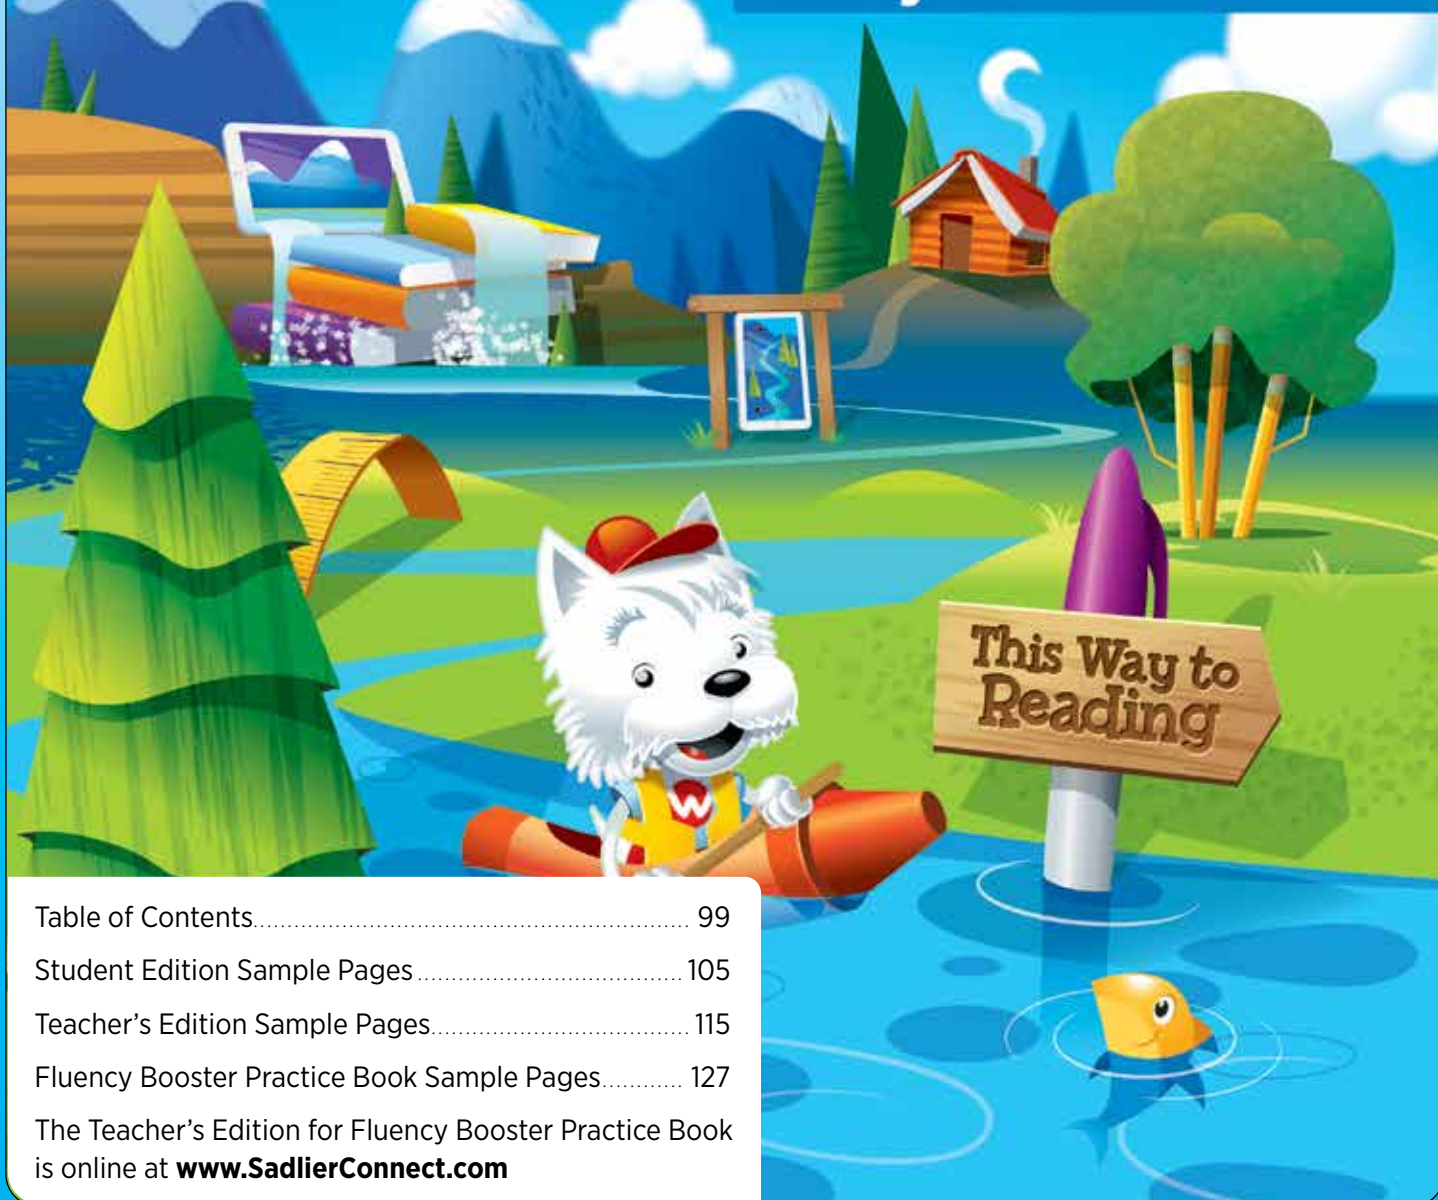 W
This Way to
Reading
Table of Contents............................................................... 99
Student Edition Sample Pages...................................... 105
Teacher's Edition Sample Pages..................................... 115
Fluency Booster Practice Book Sample Pages............ 127
The Teacher's Edition for Fluency Booster Practice Book
is online at www.SadlierConnect.com